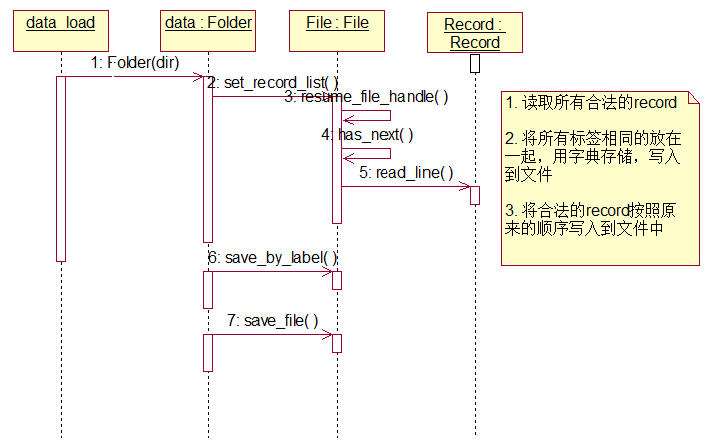 data_load
data : Folder
File : File
Record :
Record
1: Folder(dir)
2: set_record_list( )
3: resume_file_handle( )
4: has_next( )
5: read_line( )
6: save_by_label( )
7: save_file( )
1. 读取所有合法的record
2. 将所有标签相同的放在
一起，用字典存储，写入
到文件
3. 将合法的record按照原
来的顺序写入到文件中